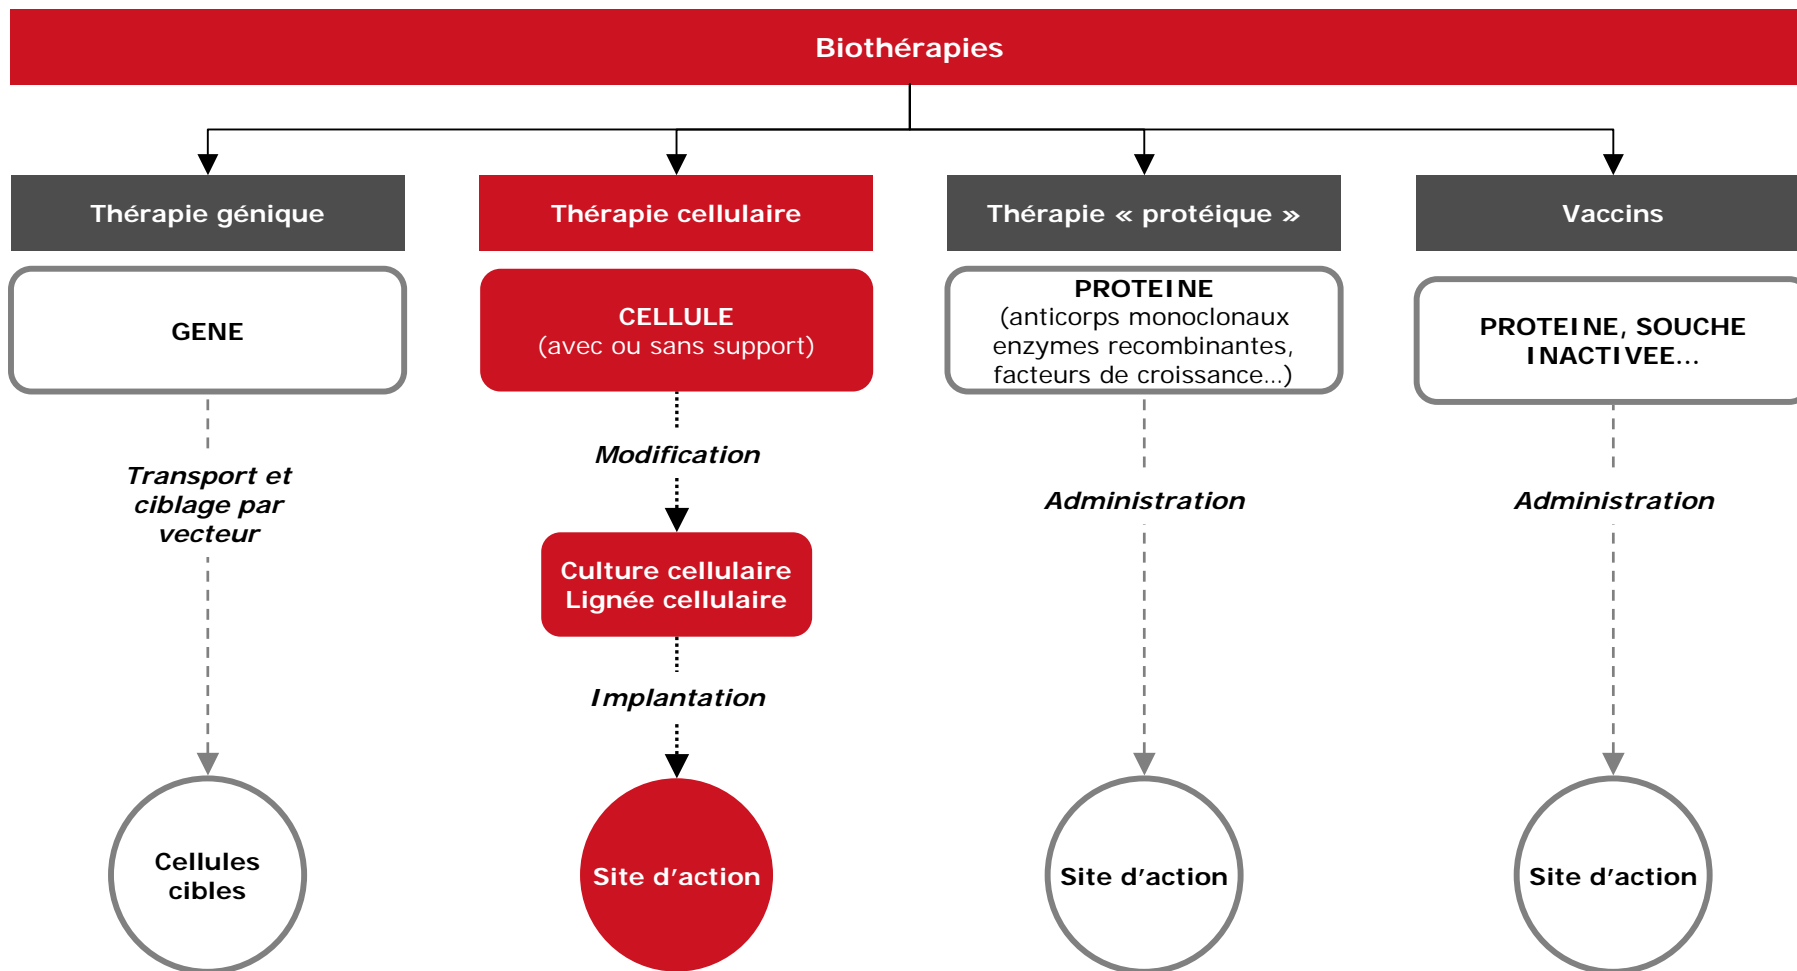 Biothérapies
Thérapie génique
Thérapie cellulaire
Thérapie « protéique »
Vaccins
GENE
CELLULE
(avec ou sans support)
PROTEINE
(anticorps monoclonaux
enzymes recombinantes,
facteurs de croissance...)
PROTEINE, SOUCHE
INACTIVEE...
Transport et
ciblage par
vecteur
Modification
Administration
Administration
Culture cellulaire
Lignée cellulaire
Implantation
Cellules
cibles
Site d'action
Site d'action
Site d'action